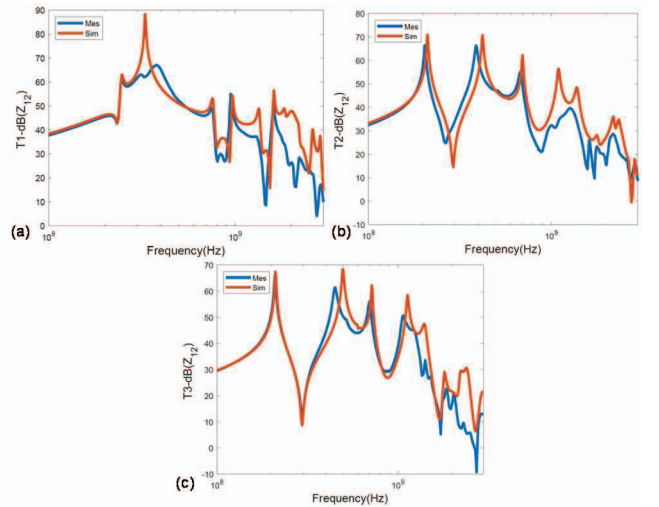 90
80
70
60
50
40
30
20
10
0
T1-dB(Z12)
Mes
Sim
10^8
10^9
Frequency(Hz)
(a)
80
70
60
50
40
30
20
10
0
-10
T2-dB(Z12)
Mes
Sim
10^8
10^9
Frequency(Hz)
(b)
70
60
50
40
30
20
10
0
-10
T3-dB(Z12)
Mes
Sim
10^8
10^9
Frequency(Hz)
(c)